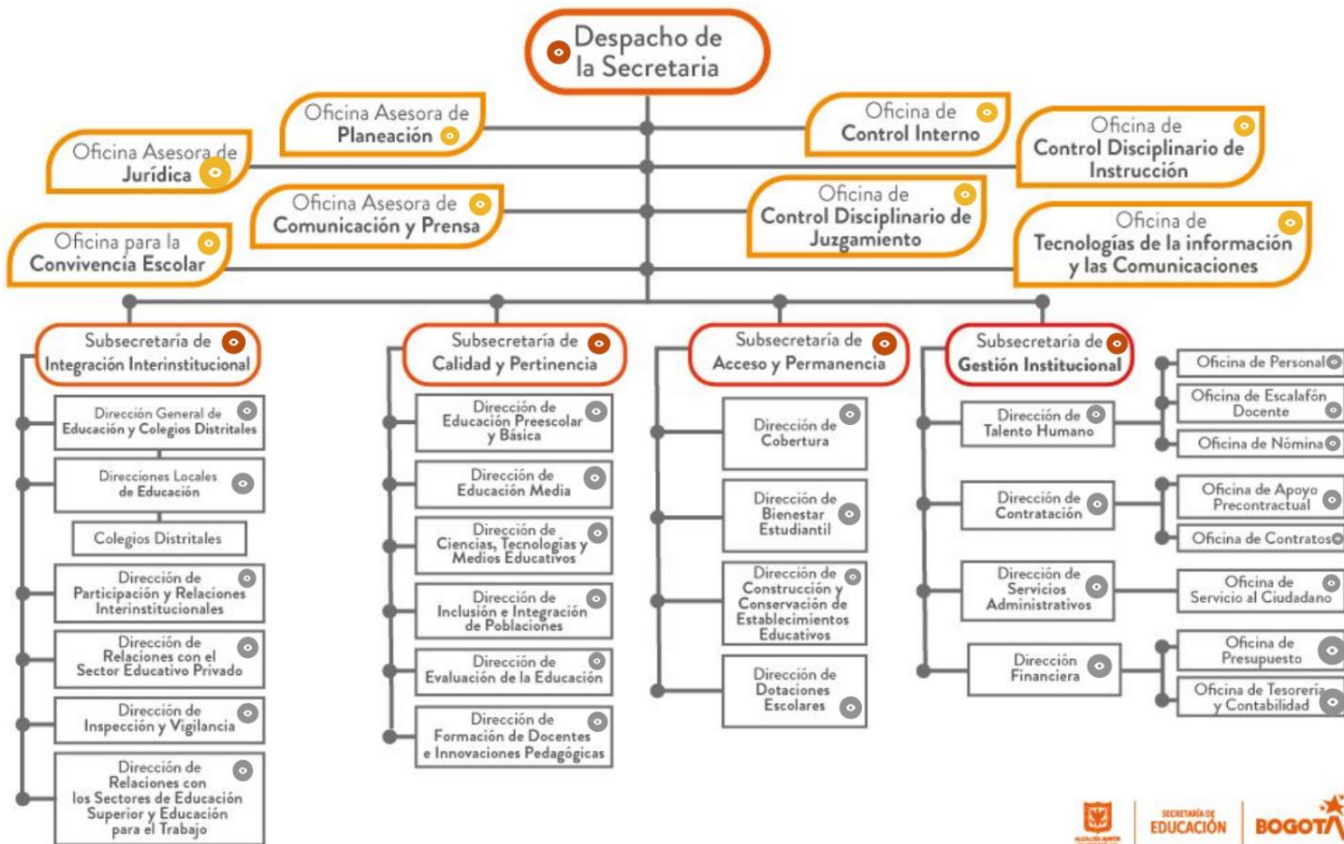 Despacho de
la Secretaria
Oficina Asesora de
Planeación
Oficina de
Control Interno
Oficina Asesora de
Jurídica
Oficina de
Control Disciplinario de
Instrucción
Oficina Asesora de
Comunicación y Prensa
Oficina de
Control Disciplinario de
Juzgamiento
Oficina para la
Convivencia Escolar
Oficina de
Tecnologías de la información
y las Comunicaciones
Subsecretaría de
Integración Interinstitucional
Dirección General de
Educación y Colegios Distritales
Direcciones Locales
de Educación
Colegios Distritales
Dirección de
Participación y Relaciones
Interinstitucionales
Dirección de
Relaciones con el
Sector Educativo Privado
Dirección de
Inspección y Vigilancia
Dirección de
Relaciones con
los Sectores de Educación
Superior y Educación
para el Trabajo
Subsecretaría de
Calidad y Pertinencia
Dirección de
Educación Preescolar
y Básica
Dirección de
Educación Media
Dirección de
Ciencias, Tecnologías y
Medios Educativos
Dirección de
Inclusión e Integración
de Poblaciones
Dirección de
Evaluación de la Educación
Dirección de
Formación de Docentes
e Innovaciones Pedagógicas
Subsecretaría de
Acceso y Permanencia
Dirección de
Cobertura
Dirección de
Bienestar
Estudiantil
Dirección de
Construcción y
Conservación de
Establecimientos
Educativos
Dirección de
Dotaciones
Escolares
Subsecretaría de
Gestión Institucional
Dirección de
Talento Humano
Oficina de Personal
Oficina de Escalafón
Docente
Oficina de Nómina
Dirección de
Contratación
Oficina de Apoyo
Precontractual
Oficina de Contratos
Dirección de
Servicios
Administrativos
Oficina de
Servicio al Ciudadano
Dirección
Financiera
Oficina de
Presupuesto
Oficina de Tesorería
y Contabilidad
SECRETARÍA DE
EDUCACIÓN
BOGOTÁ